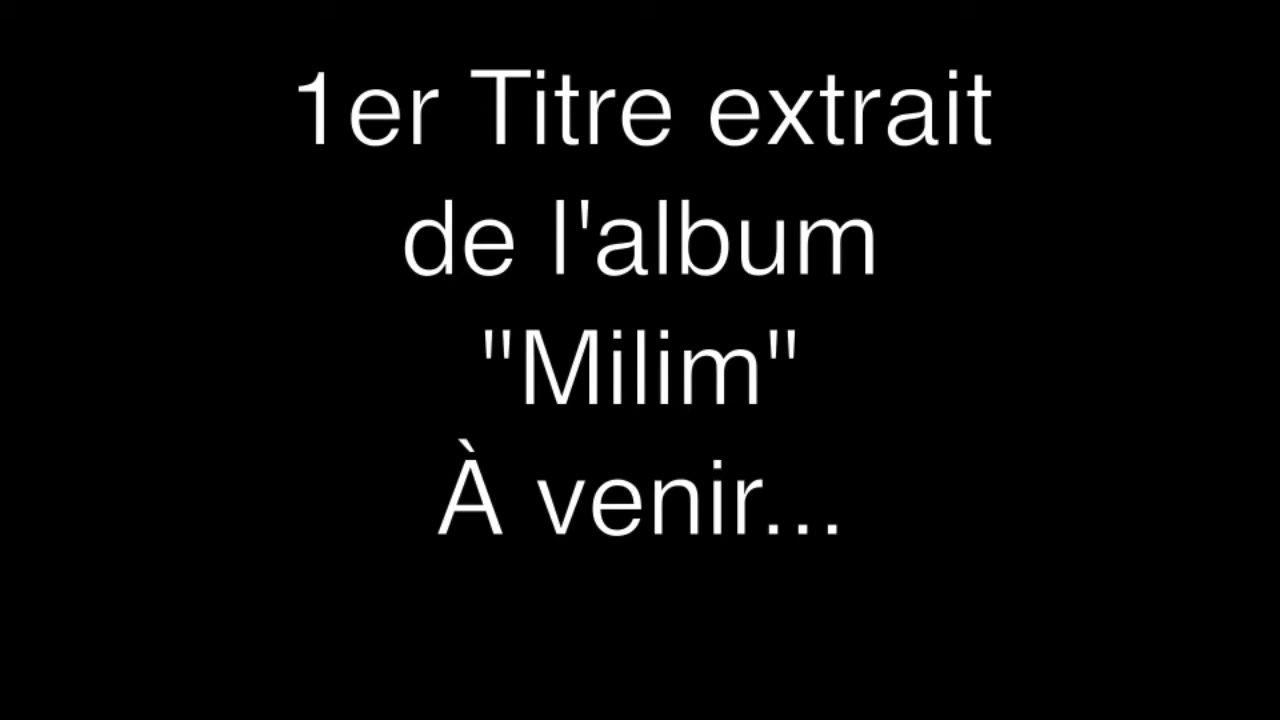 1er Titre extrait
de l'album
"Milim"
À venir...